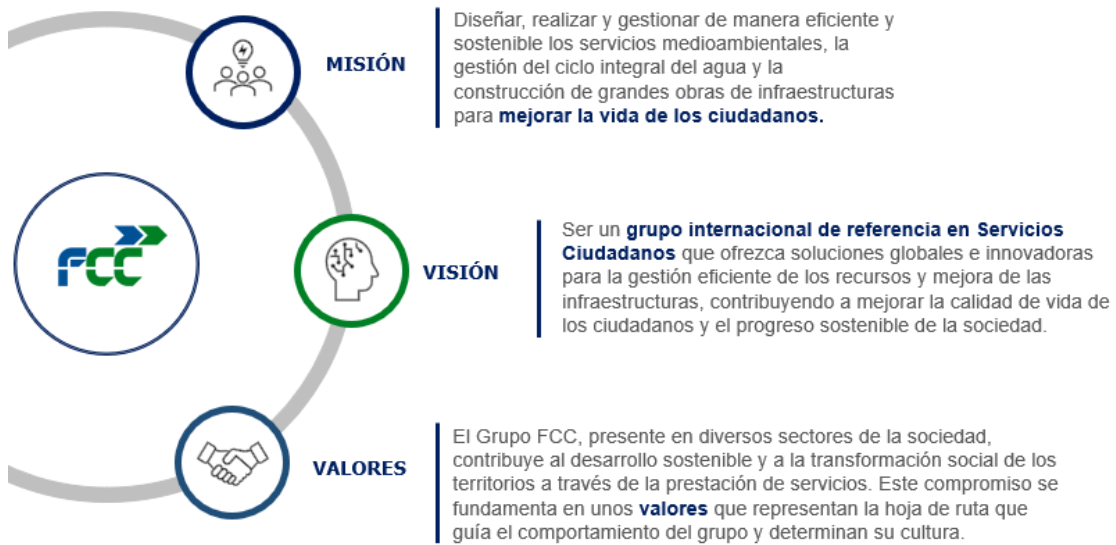 MISIÓN
Diseñar, realizar y gestionar de manera eficiente y
sostenible los servicios medioambientales, la
gestión del ciclo integral del agua y la
construcción de grandes obras de infraestructuras
para mejorar la vida de los ciudadanos.
FCC
VISIÓN
Ser un grupo internacional de referencia en Servicios
Ciudadanos que ofrezca soluciones globales e innovadoras
para la gestión eficiente de los recursos y mejora de las
infraestructuras, contribuyendo a mejorar la calidad de vida de
los ciudadanos y el progreso sostenible de la sociedad.
VALORES
El Grupo FCC, presente en diversos sectores de la sociedad,
contribuye al desarrollo sostenible y a la transformación social de los
territorios a través de la prestación de servicios. Este compromiso se
fundamenta en unos valores que representan la hoja de ruta que
guía el comportamiento del grupo y determinan su cultura.